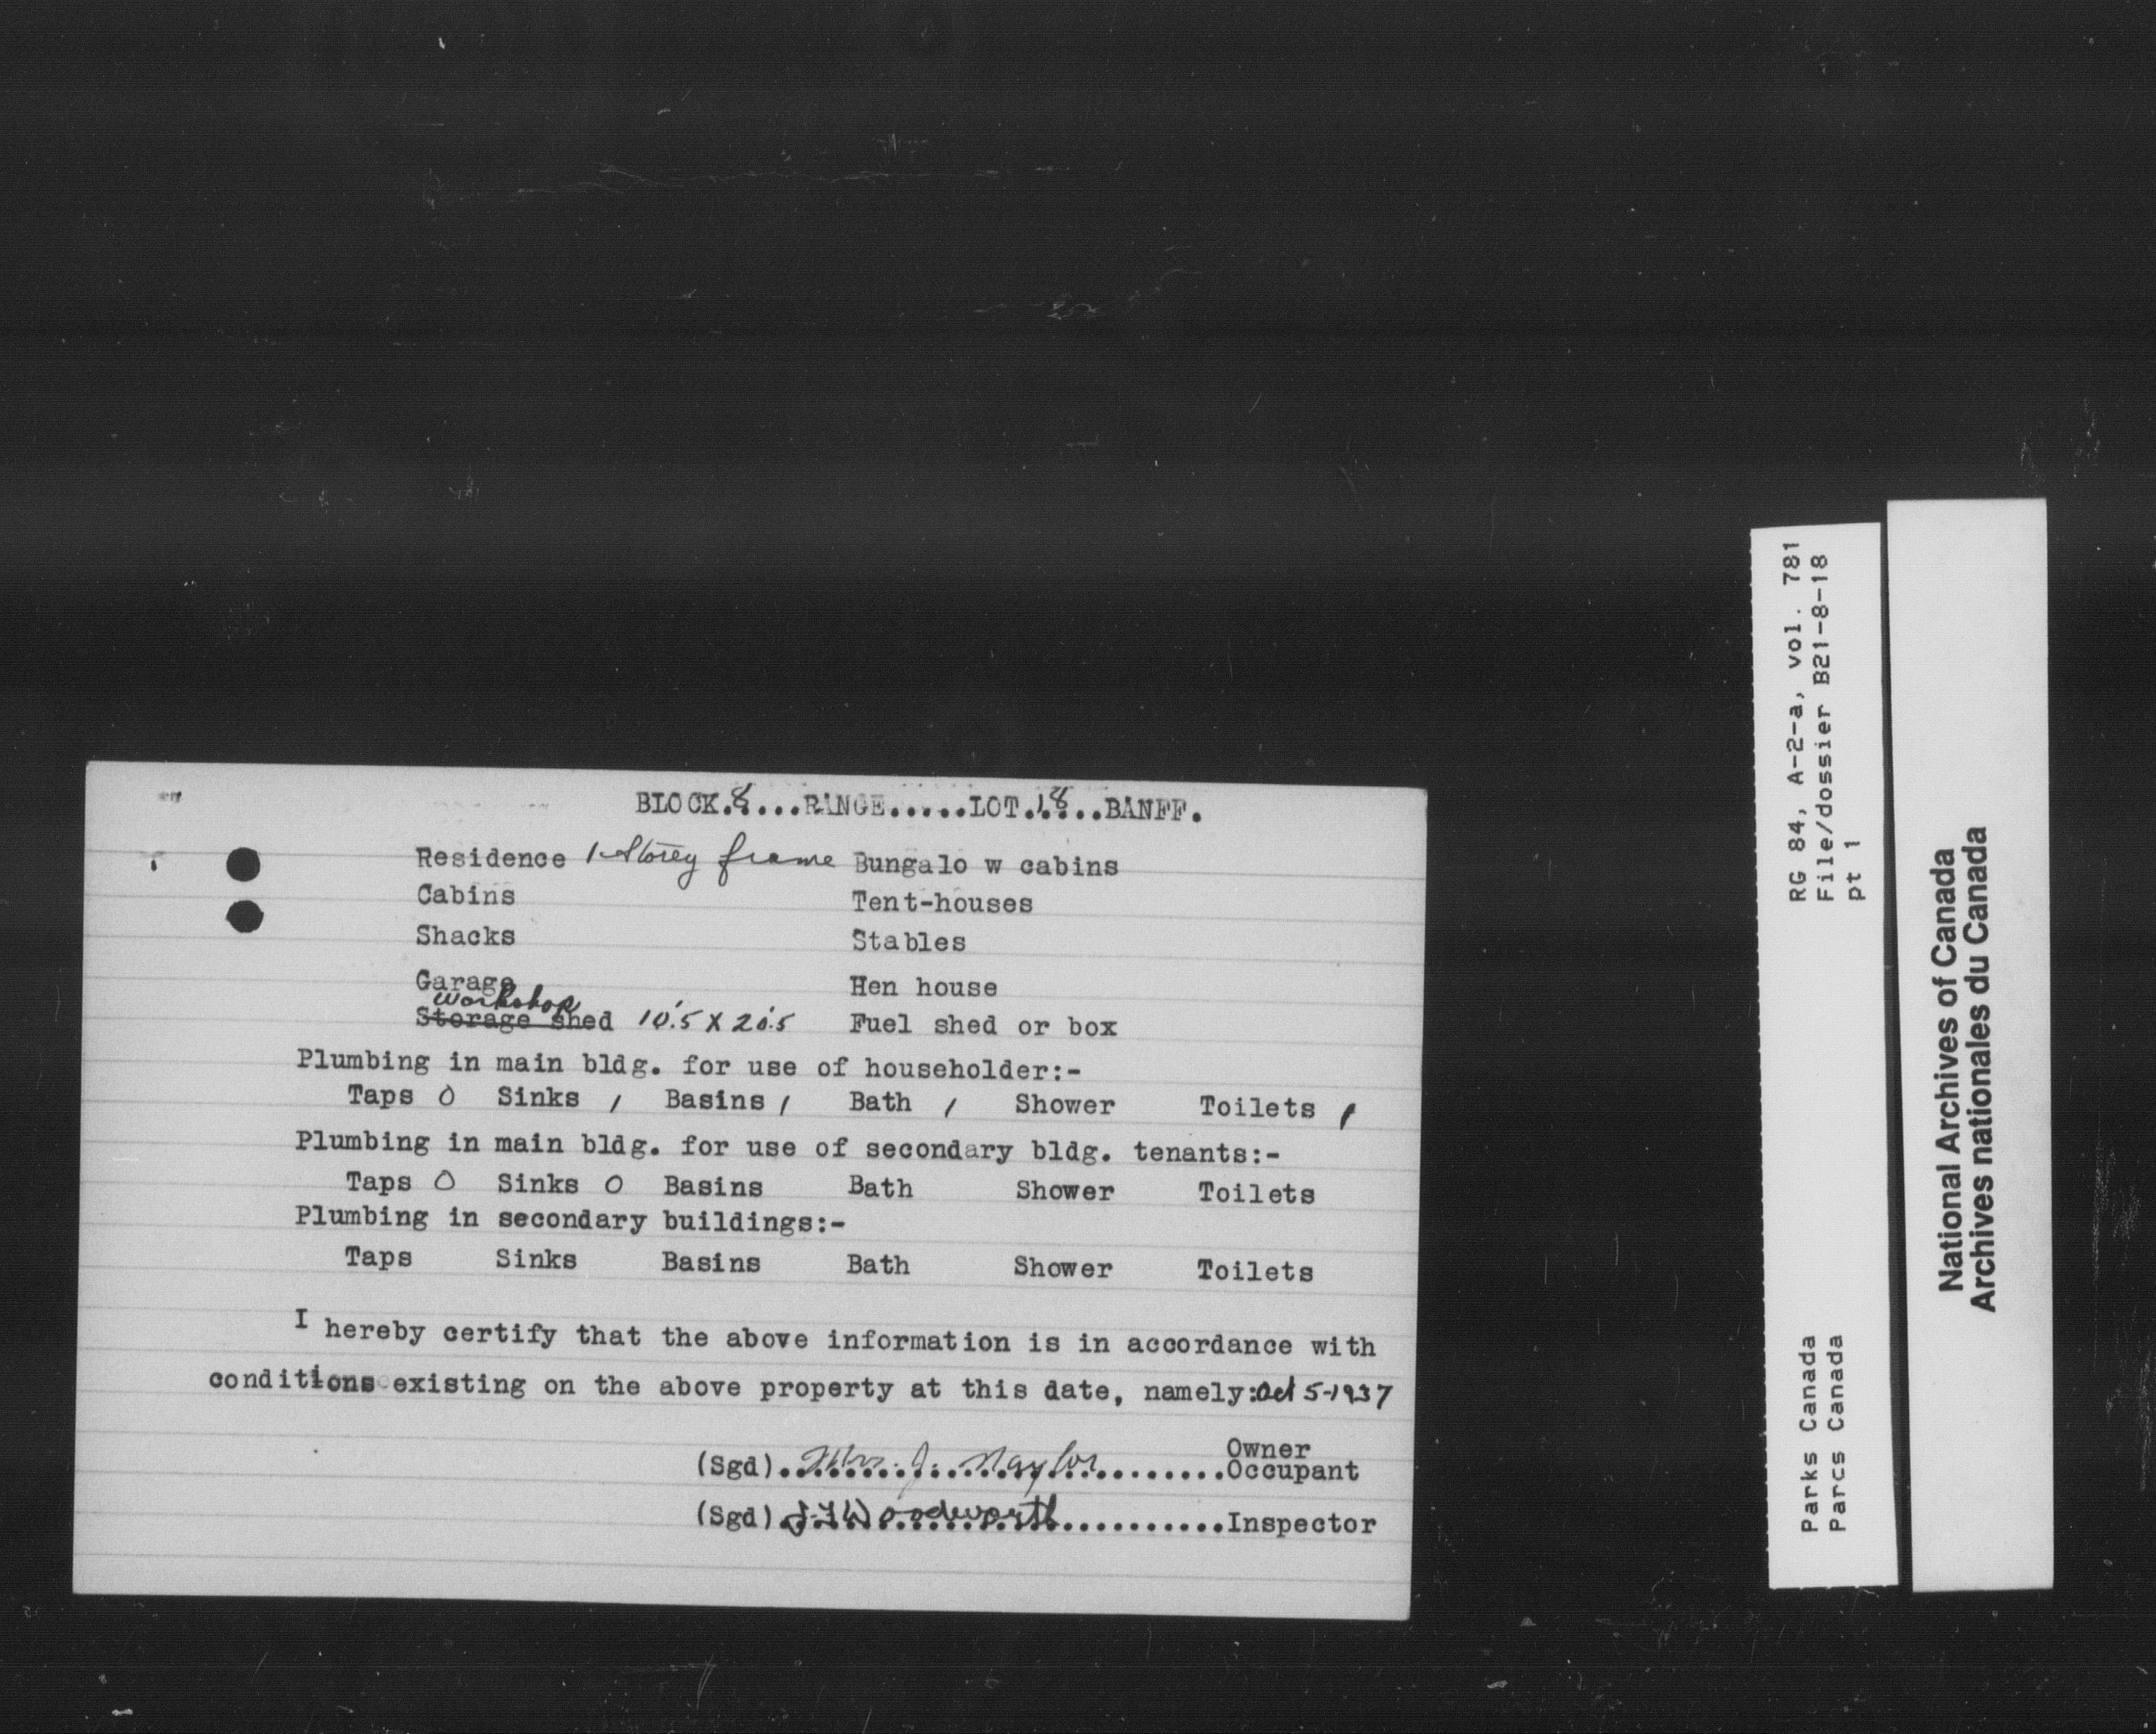 BLOCK.8....RANGE.....LOT.18...BANFF.
Residence 1-Storey frame Bungalo w cabins
Cabins Tent-houses
Shacks Stables
Garage Hen house
Workshop
Storage shed 10.5 X 20.5 Fuel shed or box
Plumbing in main bldg. for use of householder:-
Taps 0 Sinks 1 Basins 1 Bath 1 Shower Toilets 1
Plumbing in main bldg. for use of secondary bldg. tenants:-
Taps 0 Sinks 0 Basins Bath Shower Toilets
Plumbing in secondary buildings:-
Taps Sinks Basins Bath Shower Toilets
I hereby certify that the above information is in accordance with
conditions existing on the above property at this date, namely:Oct 5-1937
Owner
(Sgd) J. Naylor Occupant
(Sgd) Woodworth Inspector
RG 84, A-2-a, vol. 781
File/dossier B21-8-18
pt 1
Parks Canada
Parcs Canada
National Archives of Canada
Archives nationales du Canada